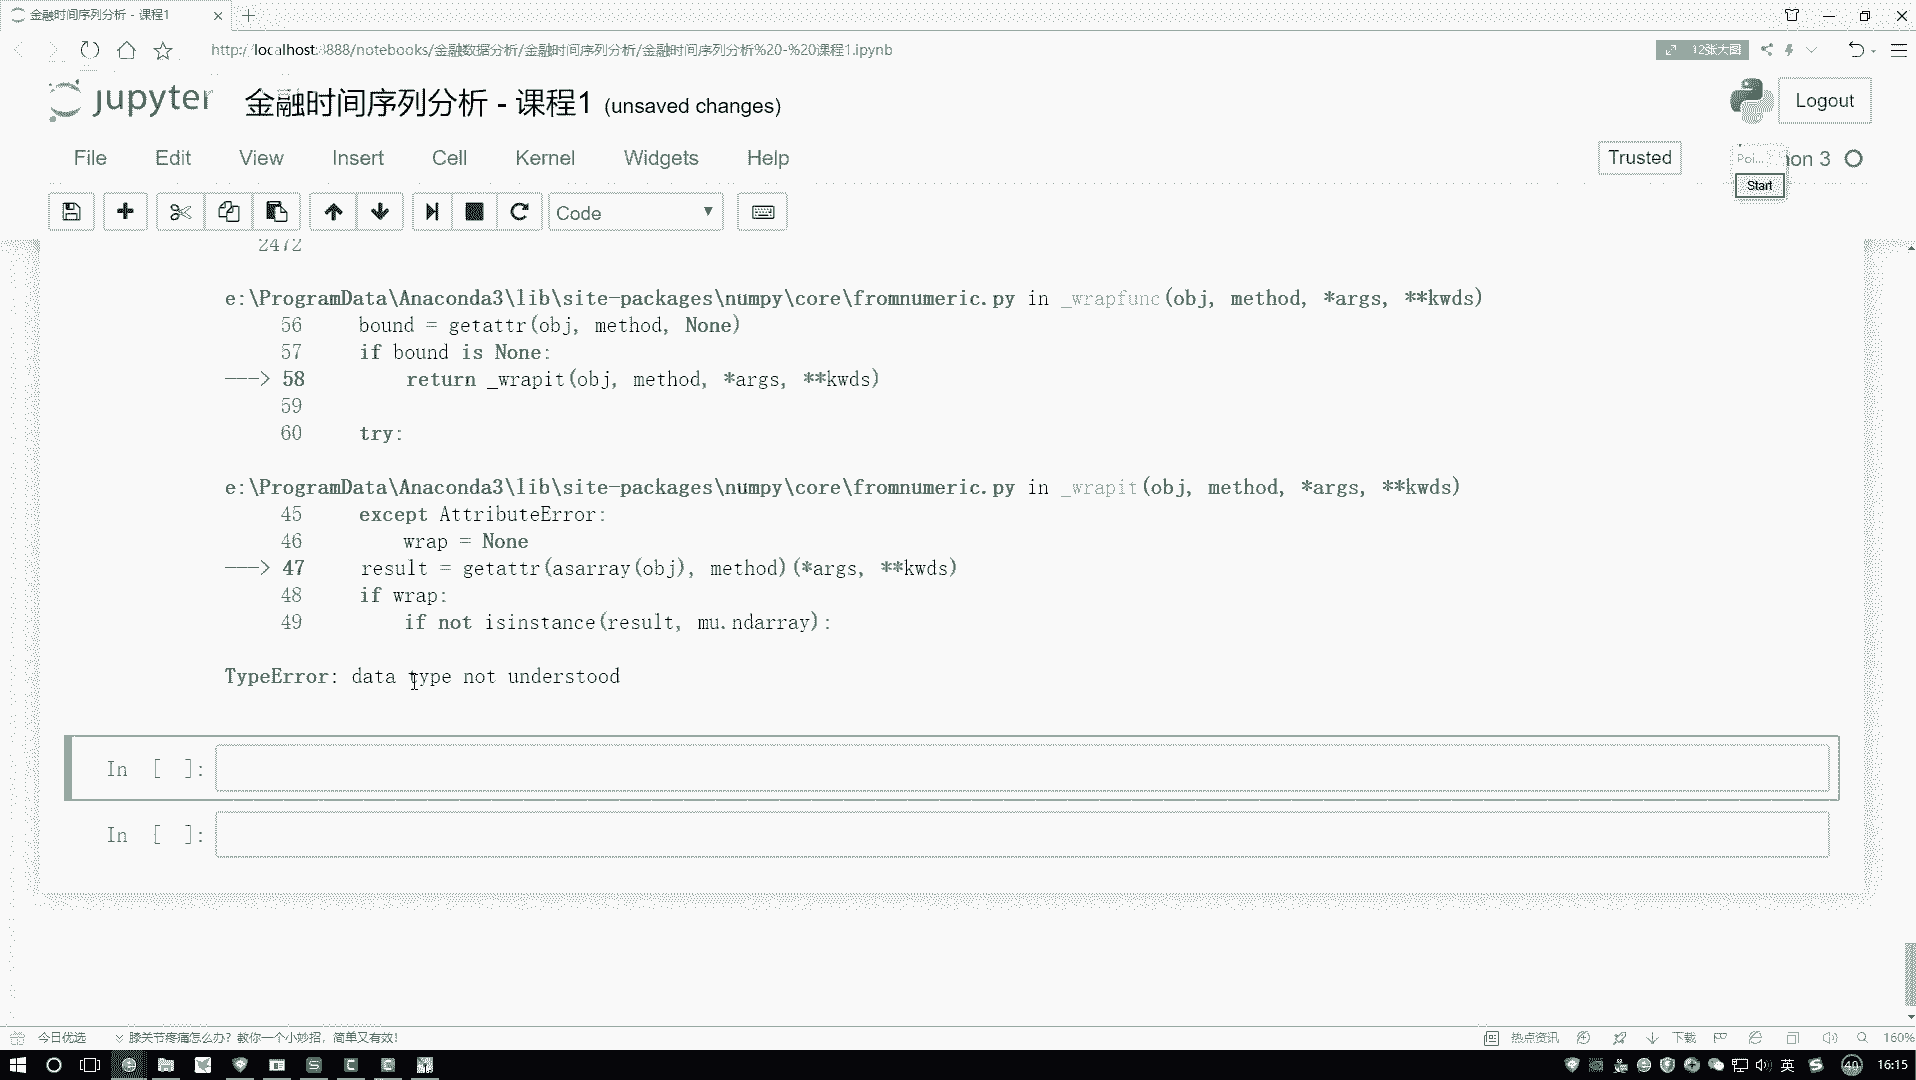 金融时间序列分析 - 课程1
http://localhost:8888/notebooks/金融数据分析/金融时间序列分析/金融时间序列分析%20-%20课程1.ipynb
12张大图
jupyter 金融时间序列分析 - 课程1 (unsaved changes)
Logout
File Edit View Insert Cell Kernel Widgets Help
Trusted
Poi... hon 3
Start
Code
2472
e:\ProgramData\Anaconda3\lib\site-packages\numpy\core\fromnumeric.py in _wrapfunc(obj, method, *args, **kwds)
56 bound = getattr(obj, method, None)
57 if bound is None:
---> 58 return _wrapit(obj, method, *args, **kwds)
59
60 try:
e:\ProgramData\Anaconda3\lib\site-packages\numpy\core\fromnumeric.py in _wrapit(obj, method, *args, **kwds)
45 except AttributeError:
46 wrap = None
---> 47 result = getattr(asarray(obj), method)(*args, **kwds)
48 if wrap:
49 if not isinstance(result, mu.ndarray):
TypeError: data type not understood
In [ ]:
In [ ]:
今日优选
膝关节疼痛怎么办？教你一个小妙招，简单又有效！
热点资讯
下载
160%
英
40
16:15